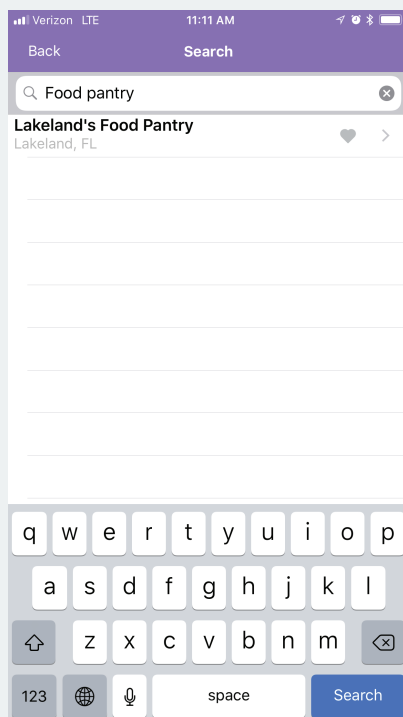 Verizon LTE 11:11 AM
Back Search
Food pantry
Lakeland's Food Pantry
Lakeland, FL
q w e r t y u i o p
a s d f g h j k l
z x c v b n m
123 space Search